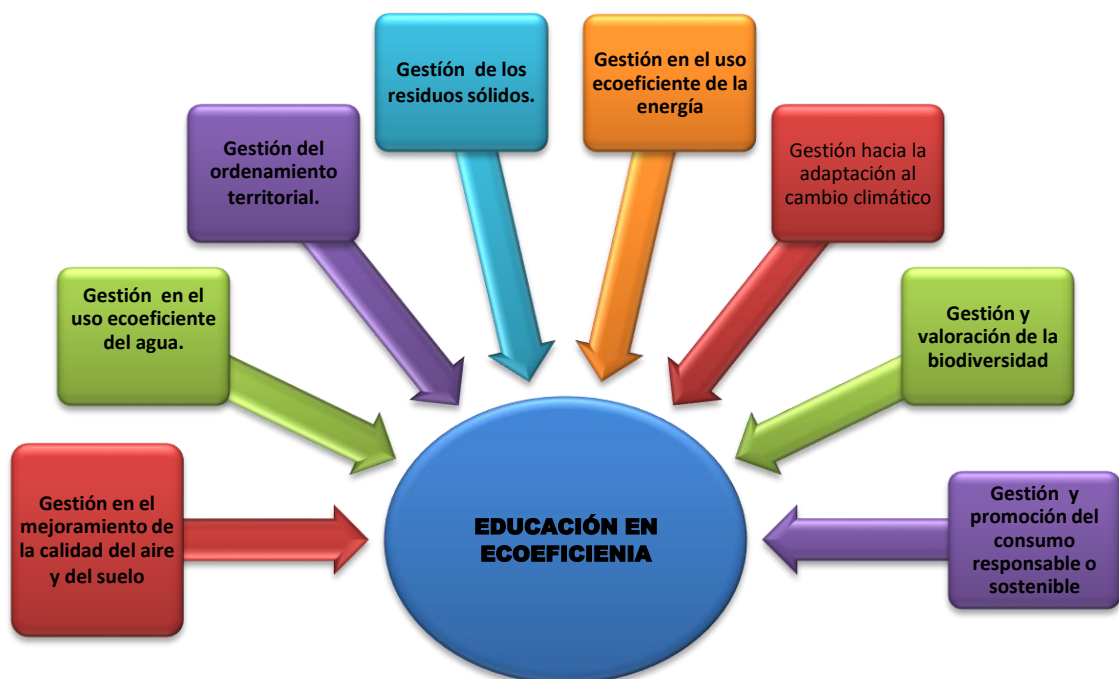 Gestión en el
mejoramiento de
la calidad del aire
y del suelo
Gestión en el
uso ecoeficiente
del agua.
Gestión del
ordenamiento
territorial.
Gestíón de los
residuos sólidos.
Gestión en el uso
ecoeficiente de la
energía
Gestión hacia la
adaptación al
cambio climático
Gestión y
valoración de la
biodiversidad
Gestión y
promoción del
consumo
responsable o
sostenible
EDUCACIÓN EN
ECOEFICIENIA